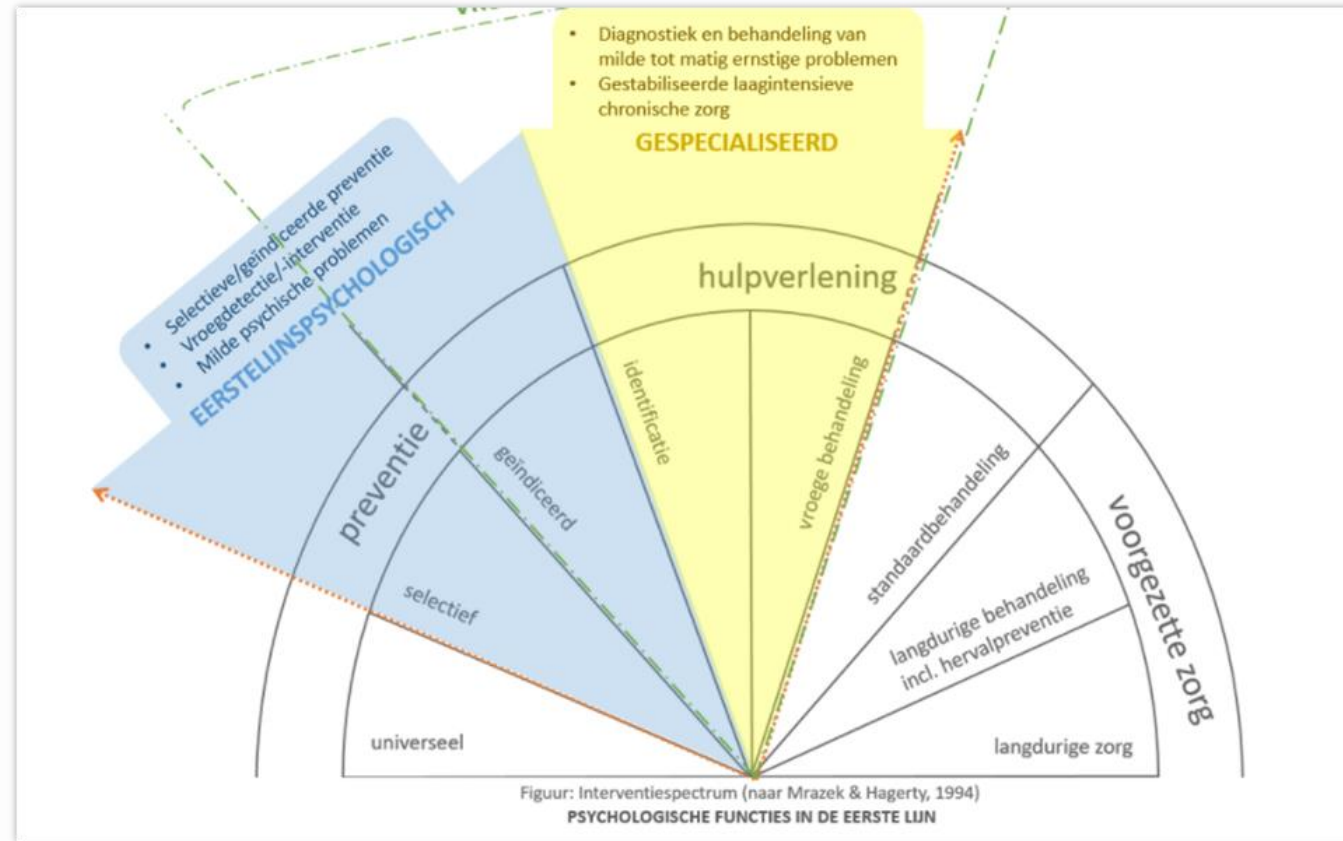 • Diagnostiek en behandeling van
milde tot matig ernstige problemen
• Gestabiliseerde laagintensieve
chronische zorg
GESPECIALISEERD
• Selectieve/geïndiceerde preventie
• Vroegdetectie/-interventie
• Milde psychische problemen
EERSTELIJNSPSYCHOLOGISCH
preventie
hulpverlening
voorgezette zorg
universeel
selectief
geïndiceerd
identificatie
vroege behandeling
standaardbehandeling
langdurige behandeling
incl. hervalpreventie
langdurige zorg
Figuur: Interventiespectrum (naar Mrazek & Hagerty, 1994)
PSYCHOLOGISCHE FUNCTIES IN DE EERSTE LIJN